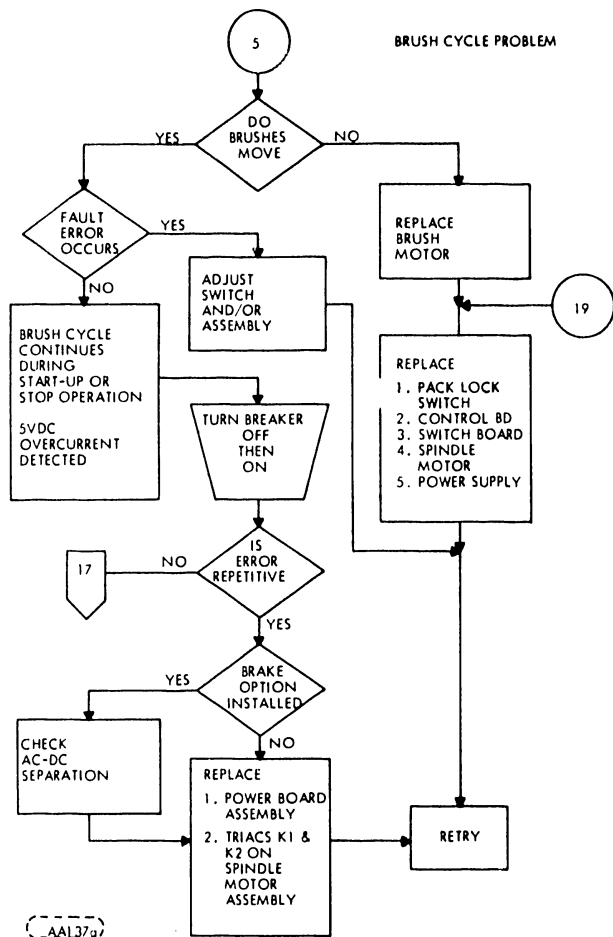 5
BRUSH CYCLE PROBLEM
DO
BRUSHES
MOVE
YES
NO
FAULT
ERROR
OCCURS
YES
NO
REPLACE
BRUSH
MOTOR
ADJUST
SWITCH
AND/OR
ASSEMBLY
19
BRUSH CYCLE
CONTINUES
DURING
START-UP OR
STOP OPERATION
5VDC
OVERCURRENT
DETECTED
REPLACE
1. PACK LOCK
SWITCH
2. CONTROL BD
3. SWITCH BOARD
4. SPINDLE
MOTOR
5. POWER SUPPLY
TURN BREAKER
OFF
THEN
ON
IS
ERROR
REPETITIVE
NO
17
YES
BRAKE
OPTION
INSTALLED
YES
NO
CHECK
AC-DC
SEPARATION
REPLACE
1. POWER BOARD
ASSEMBLY
2. TRIACS K1 &
K2 ON
SPINDLE
MOTOR
ASSEMBLY
RETRY
AAL37a